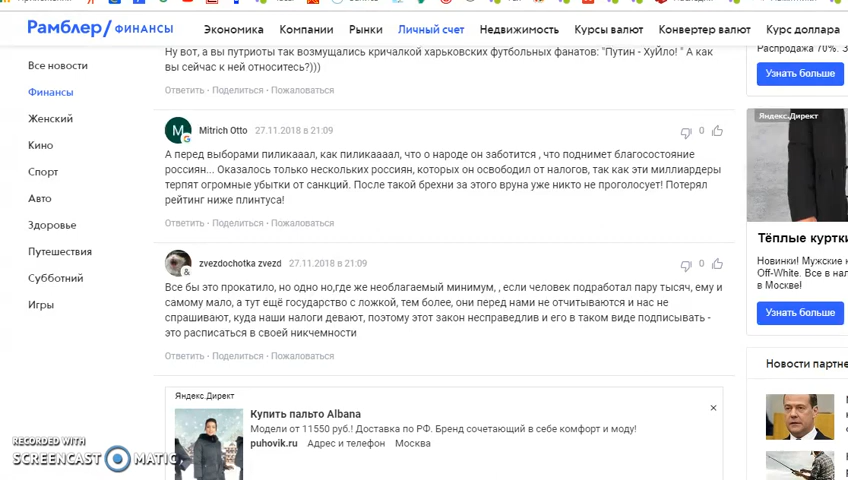 Рамблер/ФИНАНСЫ
Экономика Компании Рынки Личный счет Недвижимость Курсы валют Конвертер валют Курс доллара
Все новости
Финансы
Женский
Кино
Спорт
Авто
Здоровье
Путешествия
Субботний
Игры
Ну вот, а вы патриоты так возмущались кричалкой харьковских футбольных фанатов: "Путин - ХуЙло! " А как
вы сейчас к ней относитесь?)))
Ответить · Поделиться · Пожаловаться
M Mitrich Otto 27.11.2018 в 21:09 0
А перед выборами пиликаал, как пиликаааал, что о народе он заботится , что поднимет благосостояние
россиян... Оказалось только нескольких россиян, которых он освободил от налогов, так как эти миллиардеры
терпят огромные убытки от санкций. После такой брехни за этого вруна уже никто не проголосует! Потерял
рейтинг ниже плинтуса!
Ответить · Поделиться · Пожаловаться
zvezdochotka zvezd 27.11.2018 в 21:09 0
Все бы это прокатило, но одно но,где же необлагаемый минимум, , если человек подработал пару тысяч, ему и
самому мало, а тут ещё государство с ложкой, тем более, они перед нами не отчитываются и нас не
спрашивают, куда наши налоги девают, поэтому этот закон несправедлив и его в таком виде подписывать -
это расписаться в своей никчемности
Ответить · Поделиться · Пожаловаться
Яндекс.Директ
Купить пальто Albana
Модели от 11550 руб.! Доставка по РФ. Бренд сочетающий в себе комфорт и моду!
puhovik.ru Адрес и телефон Москва
Распродажа 70%. З
Узнать больше
Яндекс.Директ
Тёплые куртк
Новинки! Мужские к
Off-White. Все в нал
в Москве!
Узнать больше
Новости партне
RECORDED WITH
SCREENCAST MATIC